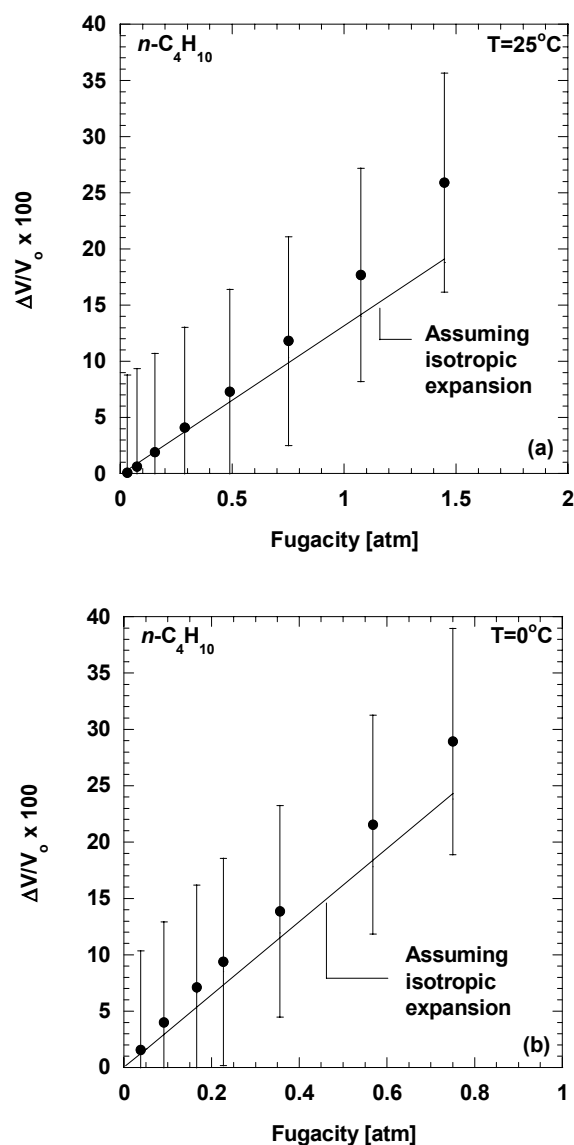 n-C4H10
T=25°C
40
35
30
25
20
15
10
5
0
ΔV/Vo x 100
Assuming
isotropic
expansion
(a)
0 0.5 1 1.5 2
Fugacity [atm]
n-C4H10
T=0°C
40
35
30
25
20
15
10
5
0
ΔV/Vo x 100
Assuming
isotropic
expansion
(b)
0 0.2 0.4 0.6 0.8 1
Fugacity [atm]